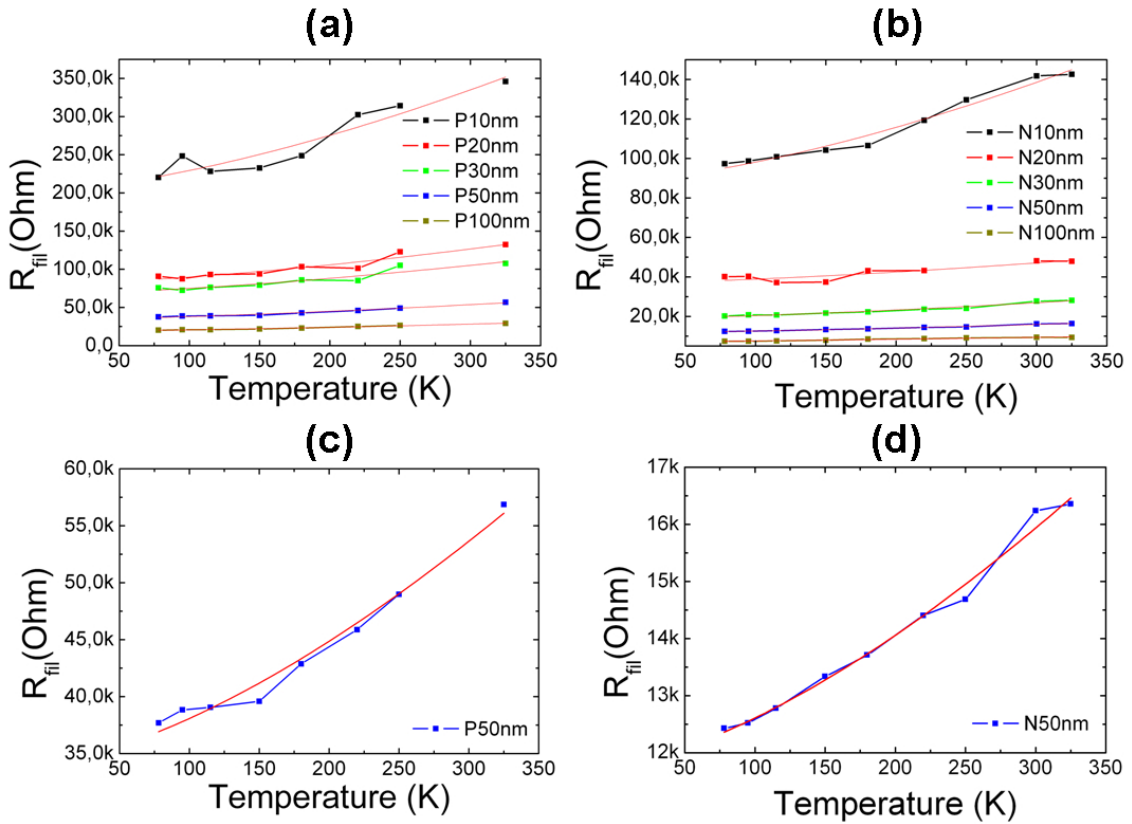 (a)
R_fil(Ohm)
350,0k
300,0k
250,0k
200,0k
150,0k
100,0k
50,0k
0,0
P10nm
P20nm
P30nm
P50nm
P100nm
50 100 150 200 250 300 350
Temperature (K)
(b)
R_fil(Ohm)
140,0k
120,0k
100,0k
80,0k
60,0k
40,0k
20,0k
N10nm
N20nm
N30nm
N50nm
N100nm
50 100 150 200 250 300 350
Temperature (K)
(c)
R_fil(Ohm)
60,0k
55,0k
50,0k
45,0k
40,0k
35,0k
P50nm
50 100 150 200 250 300 350
Temperature (K)
(d)
R_fil(Ohm)
17k
16k
15k
14k
13k
12k
N50nm
50 100 150 200 250 300 350
Temperature (K)